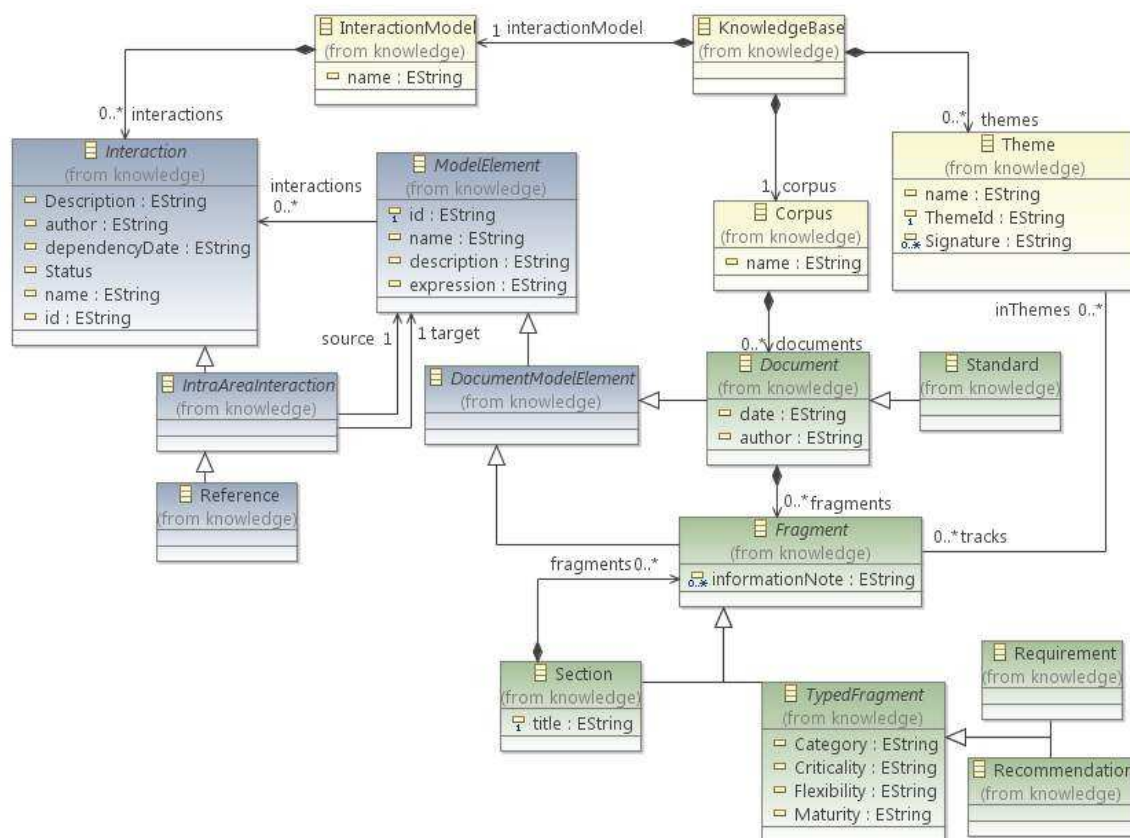 InteractionModel
(from knowledge)
name : EString
1 interactionModel
KnowledgeBase
(from knowledge)
0..* interactions
0..* themes
1 corpus
Interaction
(from knowledge)
Description : EString
author : EString
dependencyDate : EString
Status
name : EString
id : EString
interactions
0..*
ModelElement
(from knowledge)
1
id : EString
name : EString
description : EString
expression : EString
Corpus
(from knowledge)
name : EString
Theme
(from knowledge)
name : EString
1
ThemeId : EString
0..*
Signature : EString
source 1
1 target
0..* documents
inThemes 0..*
IntraAreaInteraction
(from knowledge)
DocumentModelElement
(from knowledge)
Document
(from knowledge)
date : EString
author : EString
Standard
(from knowledge)
Reference
(from knowledge)
0..* fragments
Fragment
(from knowledge)
0..*
informationNote : EString
0..* tracks
fragments 0..*
Section
(from knowledge)
1
title : EString
TypedFragment
(from knowledge)
Category : EString
Criticality : EString
Flexibility : EString
Maturity : EString
Requirement
(from knowledge)
Recommendation
(from knowledge)